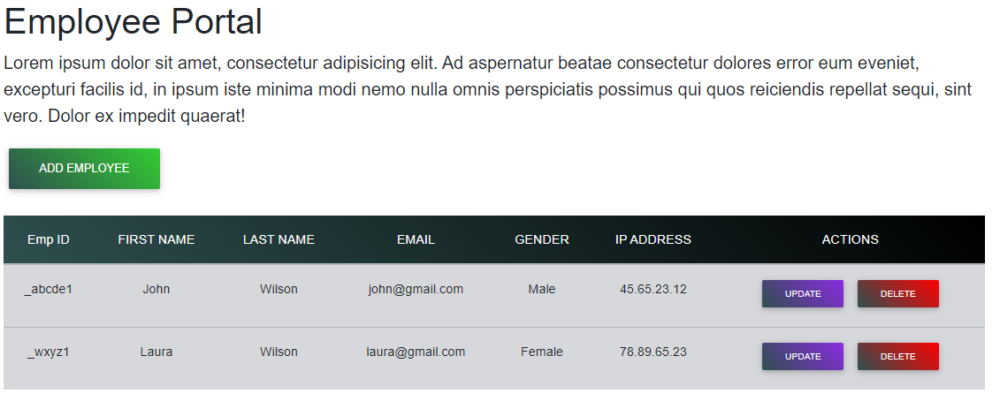 Employee Portal
Lorem ipsum dolor sit amet, consectetur adipisicing elit. Ad aspernatur beatae consectetur dolores error eum eveniet,
excepturi facilis id, in ipsum iste minima modi nemo nulla omnis perspiciatis possimus qui quos reiciendis repellat sequi, sint
vero. Dolor ex impedit quaerat!
ADD EMPLOYEE
Emp ID FIRST NAME LAST NAME EMAIL GENDER IP ADDRESS ACTIONS
_abcde1 John Wilson john@gmail.com Male 45.65.23.12 UPDATE DELETE
_wxyz1 Laura Wilson laura@gmail.com Female 78.89.65.23 UPDATE DELETE